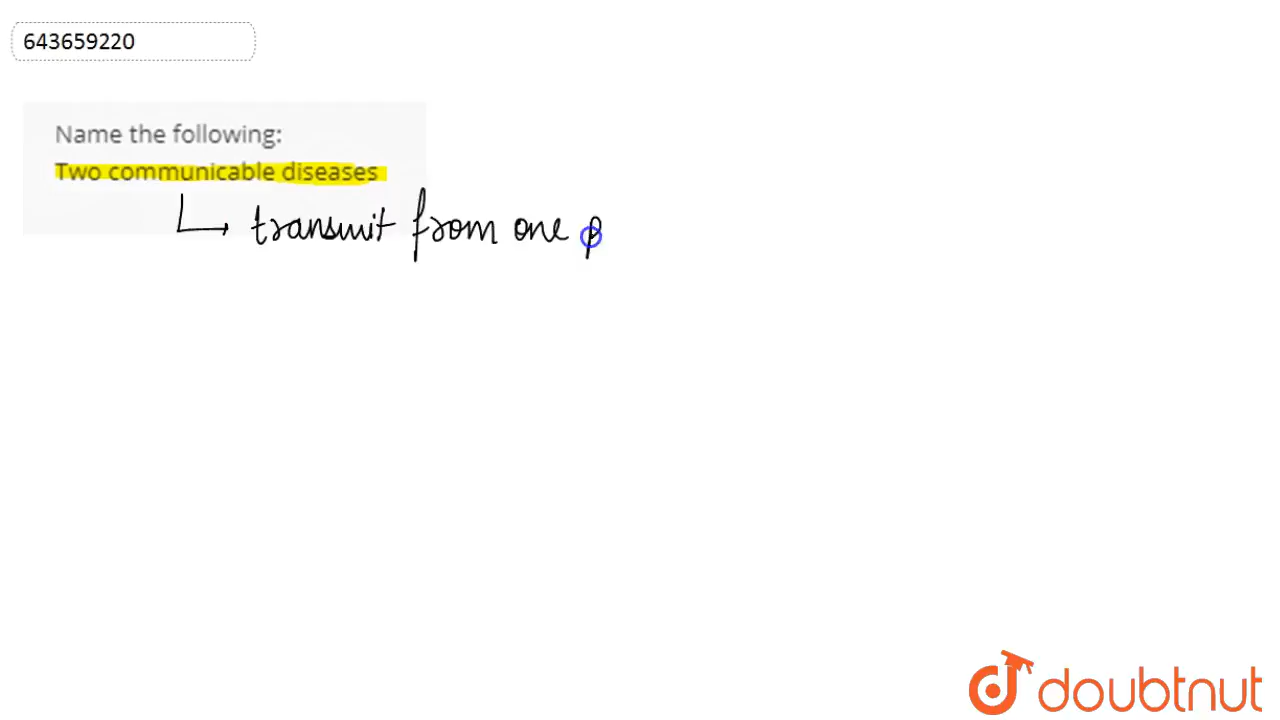 643659220
Name the following:
Two communicable diseases
transmit from one p
doubtnut